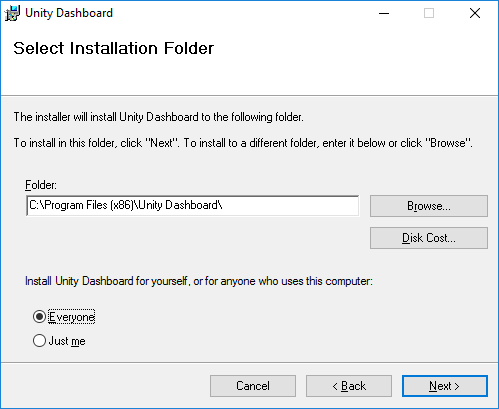 Unity Dashboard
Select Installation Folder
The installer will install Unity Dashboard to the following folder.
To install in this folder, click "Next". To install to a different folder, enter it below or click "Browse".
Folder:
C:\Program Files (x86)\Unity Dashboard\
Browse...
Disk Cost...
Install Unity Dashboard for yourself, or for anyone who uses this computer:
Everyone
Just me
Cancel
< Back
Next >